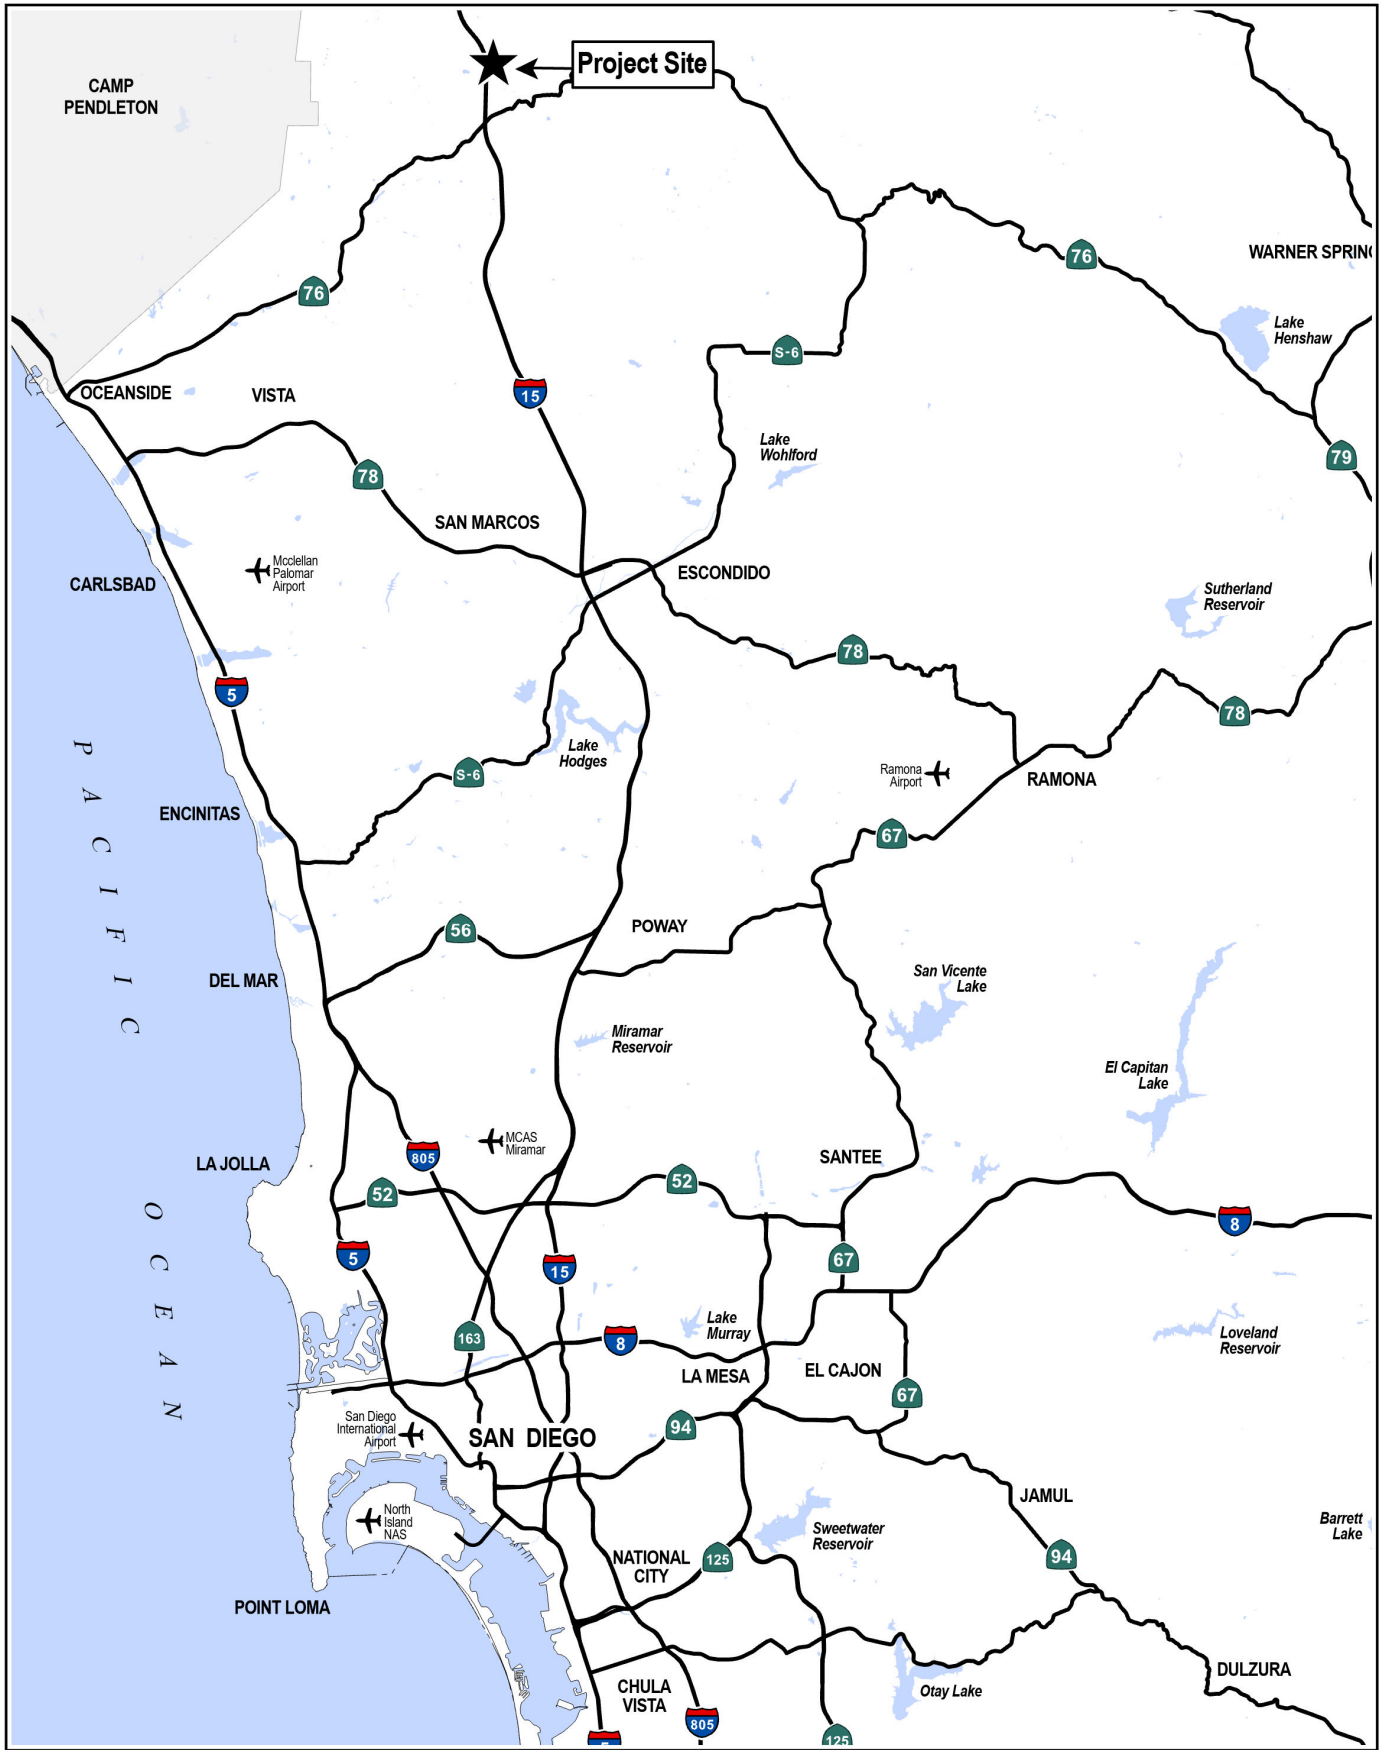 Project Site
CAMP
PENDLETON
76
WARNER SPRIN
76
Lake
Henshaw
S-6
OCEANSIDE
VISTA
15
Lake
Wohlford
79
78
SAN MARCOS
Mcclellan
Palomar
Airport
CARLSBAD
ESCONDIDO
Sutherland
Reservoir
78
5
78
Lake
Hodges
S-6
Ramona
Airport
RAMONA
ENCINITAS
67
56
POWAY
DEL MAR
San Vicente
Lake
PACIFIC
Miramar
Reservoir
El Capitan
Lake
MCAS
Miramar
805
SANTEE
LA JOLLA
52
52
OCEAN
5
15
67
8
163
8
Lake
Murray
Loveland
Reservoir
LA MESA
EL CAJON
67
San Diego
International
Airport
SAN DIEGO
94
JAMUL
North
Island
NAS
Sweetwater
Reservoir
Barrett
Lake
NATIONAL
CITY
125
94
POINT LOMA
DULZURA
CHULA
VISTA
Otay Lake
805
5
125